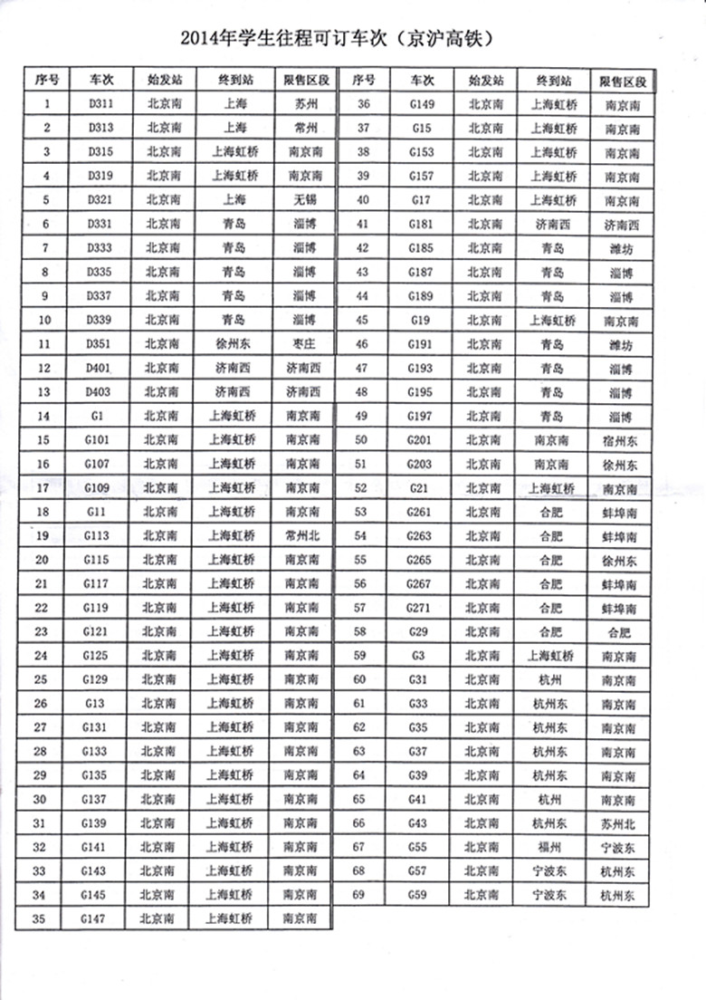 2014年学生往程可订车次（京沪高铁）
序号 车次 始发站 终到站 限售区段 序号 车次 始发站 终到站 限售区段
1 D311 北京南 上海 苏州 36 G149 北京南 上海虹桥 南京南
2 D313 北京南 上海 常州 37 G15 北京南 上海虹桥 南京南
3 D315 北京南 上海虹桥 南京南 38 G153 北京南 上海虹桥 南京南
4 D319 北京南 上海虹桥 南京南 39 G157 北京南 上海虹桥 南京南
5 D321 北京南 上海 无锡 40 G17 北京南 上海虹桥 南京南
6 D331 北京南 青岛 淄博 41 G181 北京南 济南西 济南西
7 D333 北京南 青岛 淄博 42 G185 北京南 青岛 潍坊
8 D335 北京南 青岛 淄博 43 G187 北京南 青岛 淄博
9 D337 北京南 青岛 淄博 44 G189 北京南 青岛 淄博
10 D339 北京南 青岛 淄博 45 G19 北京南 上海虹桥 南京南
11 D351 北京南 徐州东 枣庄 46 G191 北京南 青岛 潍坊
12 D401 北京南 济南西 济南西 47 G193 北京南 青岛 淄博
13 D403 北京南 济南西 济南西 48 G195 北京南 青岛 淄博
14 G1 北京南 上海虹桥 南京南 49 G197 北京南 青岛 淄博
15 G101 北京南 上海虹桥 南京南 50 G201 北京南 南京南 宿州东
16 G107 北京南 上海虹桥 南京南 51 G203 北京南 南京南 徐州东
17 G109 北京南 上海虹桥 南京南 52 G21 北京南 上海虹桥 南京南
18 G11 北京南 上海虹桥 南京南 53 G261 北京南 合肥 蚌埠南
19 G113 北京南 上海虹桥 常州北 54 G263 北京南 合肥 蚌埠南
20 G115 北京南 上海虹桥 南京南 55 G265 北京南 合肥 徐州东
21 G117 北京南 上海虹桥 南京南 56 G267 北京南 合肥 蚌埠南
22 G119 北京南 上海虹桥 南京南 57 G271 北京南 合肥 蚌埠南
23 G121 北京南 上海虹桥 南京南 58 G29 北京南 合肥 合肥
24 G125 北京南 上海虹桥 南京南 59 G3 北京南 上海虹桥 南京南
25 G129 北京南 上海虹桥 南京南 60 G31 北京南 杭州 南京南
26 G13 北京南 上海虹桥 南京南 61 G33 北京南 杭州东 南京南
27 G131 北京南 上海虹桥 南京南 62 G35 北京南 杭州东 南京南
28 G133 北京南 上海虹桥 南京南 63 G37 北京南 杭州东 南京南
29 G135 北京南 上海虹桥 南京南 64 G39 北京南 杭州东 南京南
30 G137 北京南 上海虹桥 南京南 65 G41 北京南 杭州 南京南
31 G139 北京南 上海虹桥 南京南 66 G43 北京南 杭州东 苏州北
32 G141 北京南 上海虹桥 南京南 67 G55 北京南 福州 宁波东
33 G143 北京南 上海虹桥 南京南 68 G57 北京南 宁波东 杭州东
34 G145 北京南 上海虹桥 南京南 69 G59 北京南 宁波东 杭州东
35 G147 北京南 上海虹桥 南京南